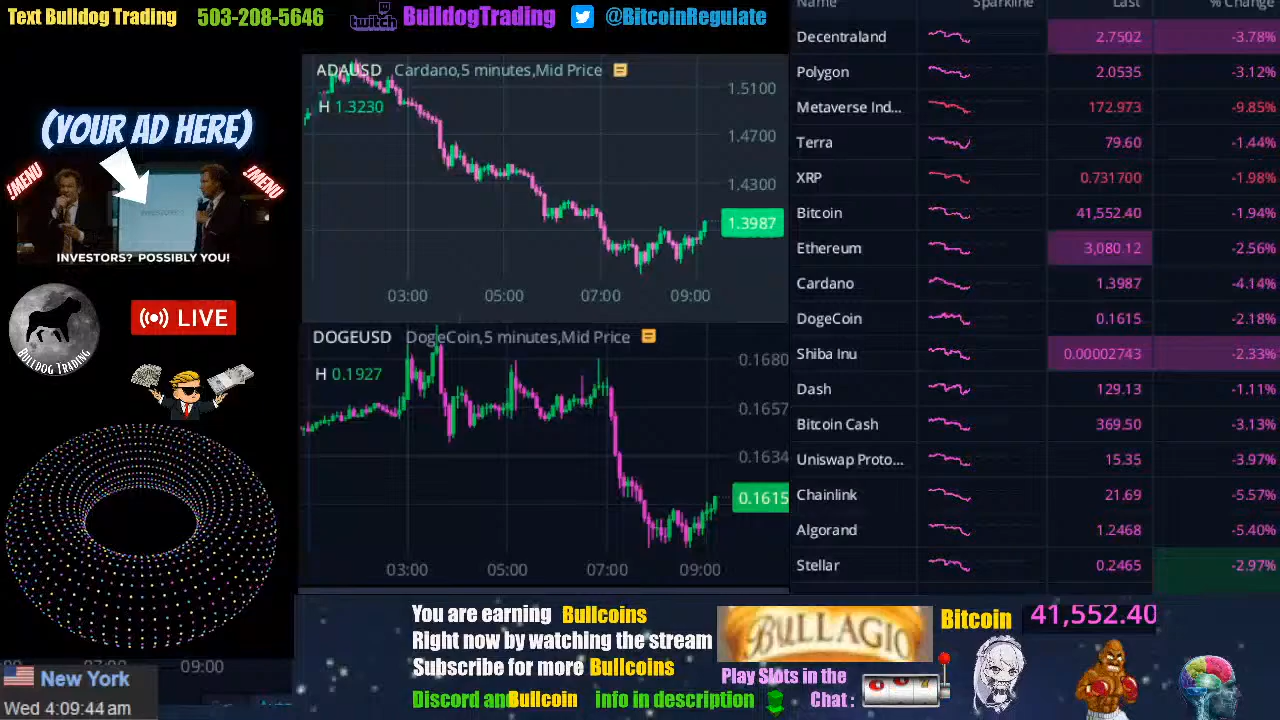 Text Bulldog Trading 503-208-5646 twitch BulldogTrading @BitcoinRegulate
(YOUR AD HERE)
!MENU !MENU
INVESTORS? POSSIBLY YOU!
BULLDOG TRADING
LIVE
ADAUSD Cardano,5 minutes,Mid Price
H 1.3230
1.5100
1.4700
1.4300
1.3987
03:00 05:00 07:00 09:00
DOGEUSD DogeCoin,5 minutes,Mid Price
H 0.1927
0.1680
0.1657
0.1634
0.1615
03:00 05:00 07:00 09:00
Name Sparkline Last % Change
Decentraland 2.7502 -3.78%
Polygon 2.0535 -3.12%
Metaverse Ind... 172.973 -9.85%
Terra 79.60 -1.44%
XRP 0.731700 -1.98%
Bitcoin 41,552.40 -1.94%
Ethereum 3,080.12 -2.56%
Cardano 1.3987 -4.14%
DogeCoin 0.1615 -2.18%
Shiba Inu 0.00002743 -2.33%
Dash 129.13 -1.11%
Bitcoin Cash 369.50 -3.13%
Uniswap Proto... 15.35 -3.97%
Chainlink 21.69 -5.57%
Algorand 1.2468 -5.40%
Stellar 0.2465 -2.97%
09:00
New York
Wed 4:09:44am
You are earning Bullcoins
Right now by watching the stream
Subscribe for more Bullcoins
Discord and Bullcoin info in description
BULLAGIO
Play Slots in the
Chat :
Bitcoin 41,552.40